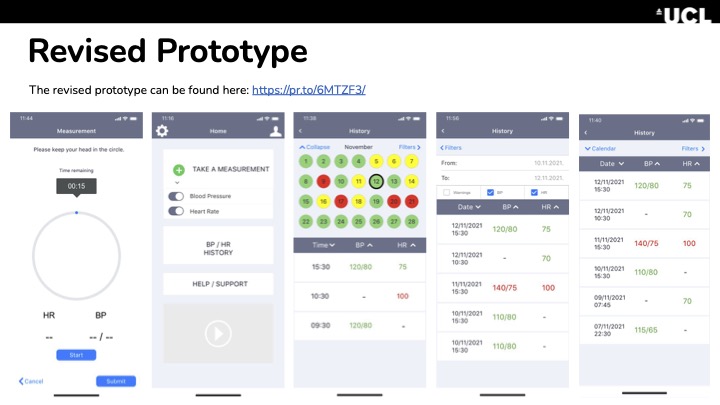 UCL
Revised Prototype
The revised prototype can be found here: https://pr.to/6MTZF3/
11:44
Measurement
Please keep your head in the circle.
Time remaining
00:15
HR BP
-- -- / --
Start
Cancel Submit
11:16
Home
TAKE A MEASUREMENT
Blood Pressure
Heart Rate
BP / HR
HISTORY
HELP / SUPPORT
11:38
History
Collapse November Filters
1 2 3 4 5 6 7
8 9 10 11 12 13 14
15 16 17 18 19 20 21
22 23 24 25 26 27 28
Time BP HR
15:30 120/80 75
10:30 - 100
09:30 120/80 -
11:58
History
Filters
From: 10.11.2021.
To: 12.11.2021.
Warnings BP HR
Date BP HR
12/11/2021
15:30 120/80 75
12/11/2021
10:30 - 70
11/11/2021
15:30 140/75 100
10/11/2021
15:30 110/80 -
10/11/2021
15:30 110/80 -
11:40
History
Calendar Filters
Date BP HR
12/11/2021
15:30 120/80 75
12/11/2021
10:30 - 70
11/11/2021
15:30 140/75 100
10/11/2021
15:30 110/80 -
09/11/2021
07:45 - 70
07/11/2021
22:30 115/65 -